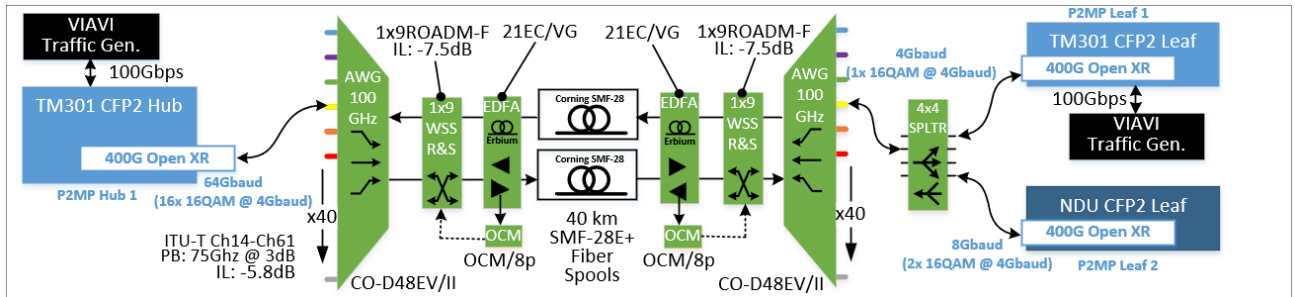 VIAVI
Traffic Gen.
100Gbps
TM301 CFP2 Hub
400G Open XR
P2MP Hub 1
64Gbaud
(16x 16QAM @ 4Gbaud)
ITU-T Ch14-Ch61
PB: 75Ghz @ 3dB
IL: -5.8dB
x40
AWG
100
GHz
CO-D48EV/II
1x9ROADM-F
IL: -7.5dB
1x9
WSS
R&S
21EC/VG
EDFA
Erbium
OCM
OCM/8p
Corning SMF-28
Corning SMF-28
40 km
SMF-28E+
Fiber
Spools
21EC/VG
EDFA
Erbium
OCM
OCM/8p
1x9ROADM-F
IL: -7.5dB
1x9
WSS
R&S
AWG
100
GHz
x40
CO-D48EV/II
4Gbaud
(1x 16QAM @ 4Gbaud)
4x4
SPLTR
8Gbaud
(2x 16QAM @ 4Gbaud)
P2MP Leaf 1
TM301 CFP2 Leaf
400G Open XR
100Gbps
VIAVI
Traffic Gen.
NDU CFP2 Leaf
400G Open XR
P2MP Leaf 2